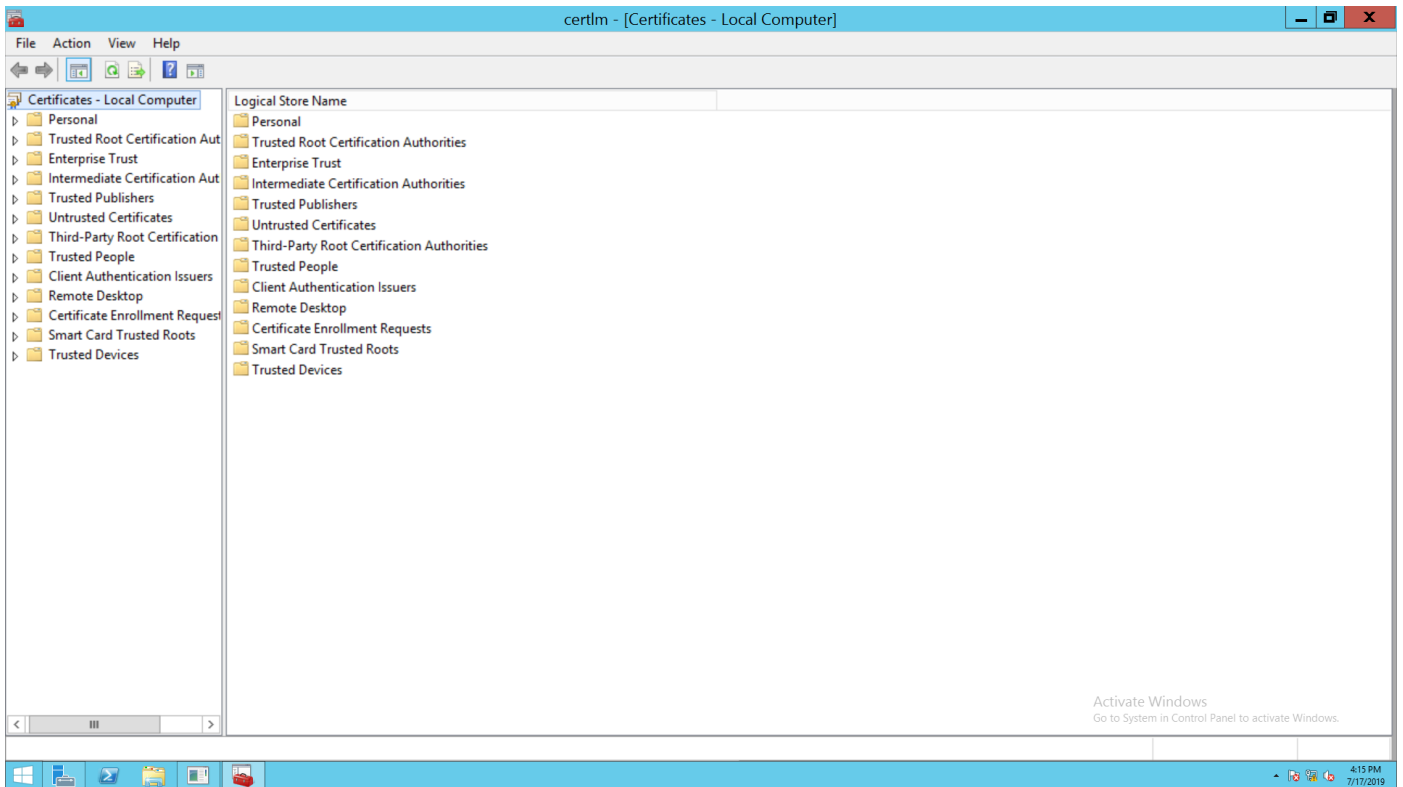 certlm - [Certificates - Local Computer]
File Action View Help
Certificates - Local Computer
Personal
Trusted Root Certification Aut
Enterprise Trust
Intermediate Certification Aut
Trusted Publishers
Untrusted Certificates
Third-Party Root Certification
Trusted People
Client Authentication Issuers
Remote Desktop
Certificate Enrollment Request
Smart Card Trusted Roots
Trusted Devices
Logical Store Name
Personal
Trusted Root Certification Authorities
Enterprise Trust
Intermediate Certification Authorities
Trusted Publishers
Untrusted Certificates
Third-Party Root Certification Authorities
Trusted People
Client Authentication Issuers
Remote Desktop
Certificate Enrollment Requests
Smart Card Trusted Roots
Trusted Devices
Activate Windows
Go to System in Control Panel to activate Windows.
4:15 PM
7/17/2019